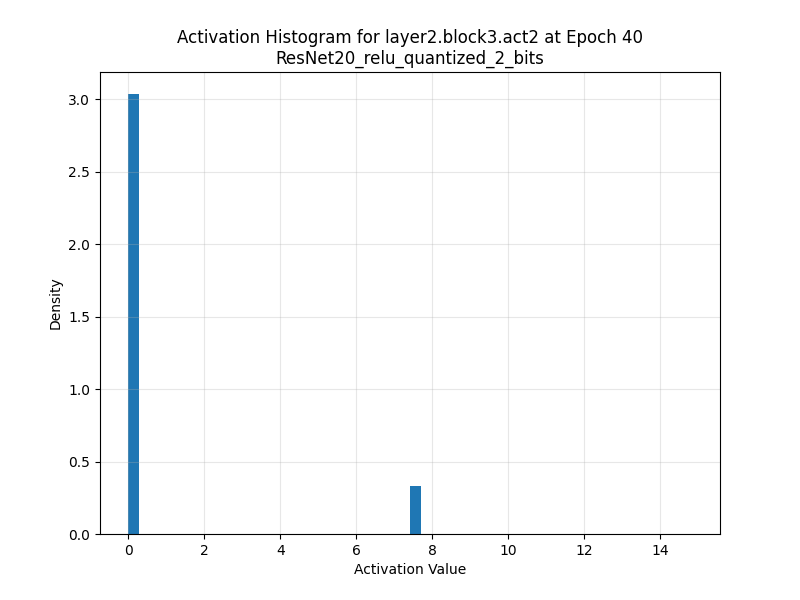 Activation Histogram for layer2.block3.act2 at Epoch 40
ResNet20_relu_quantized_2_bits
3.0
2.5
2.0
1.5
1.0
0.5
0.0
Density
0 2 4 6 8 10 12 14
Activation Value